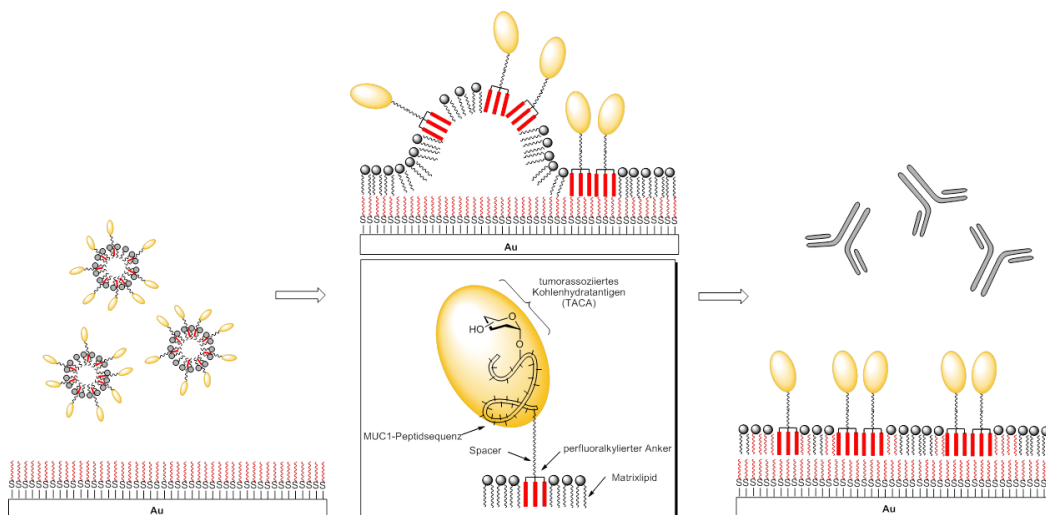 Au
tumorassoziiertes
Kohlenhydratantigen
(TACA)
O
HO
O
MUC1-Peptidsequenz
Spacer
perfluoralkylierter Anker
Matrixlipid
Au
Au